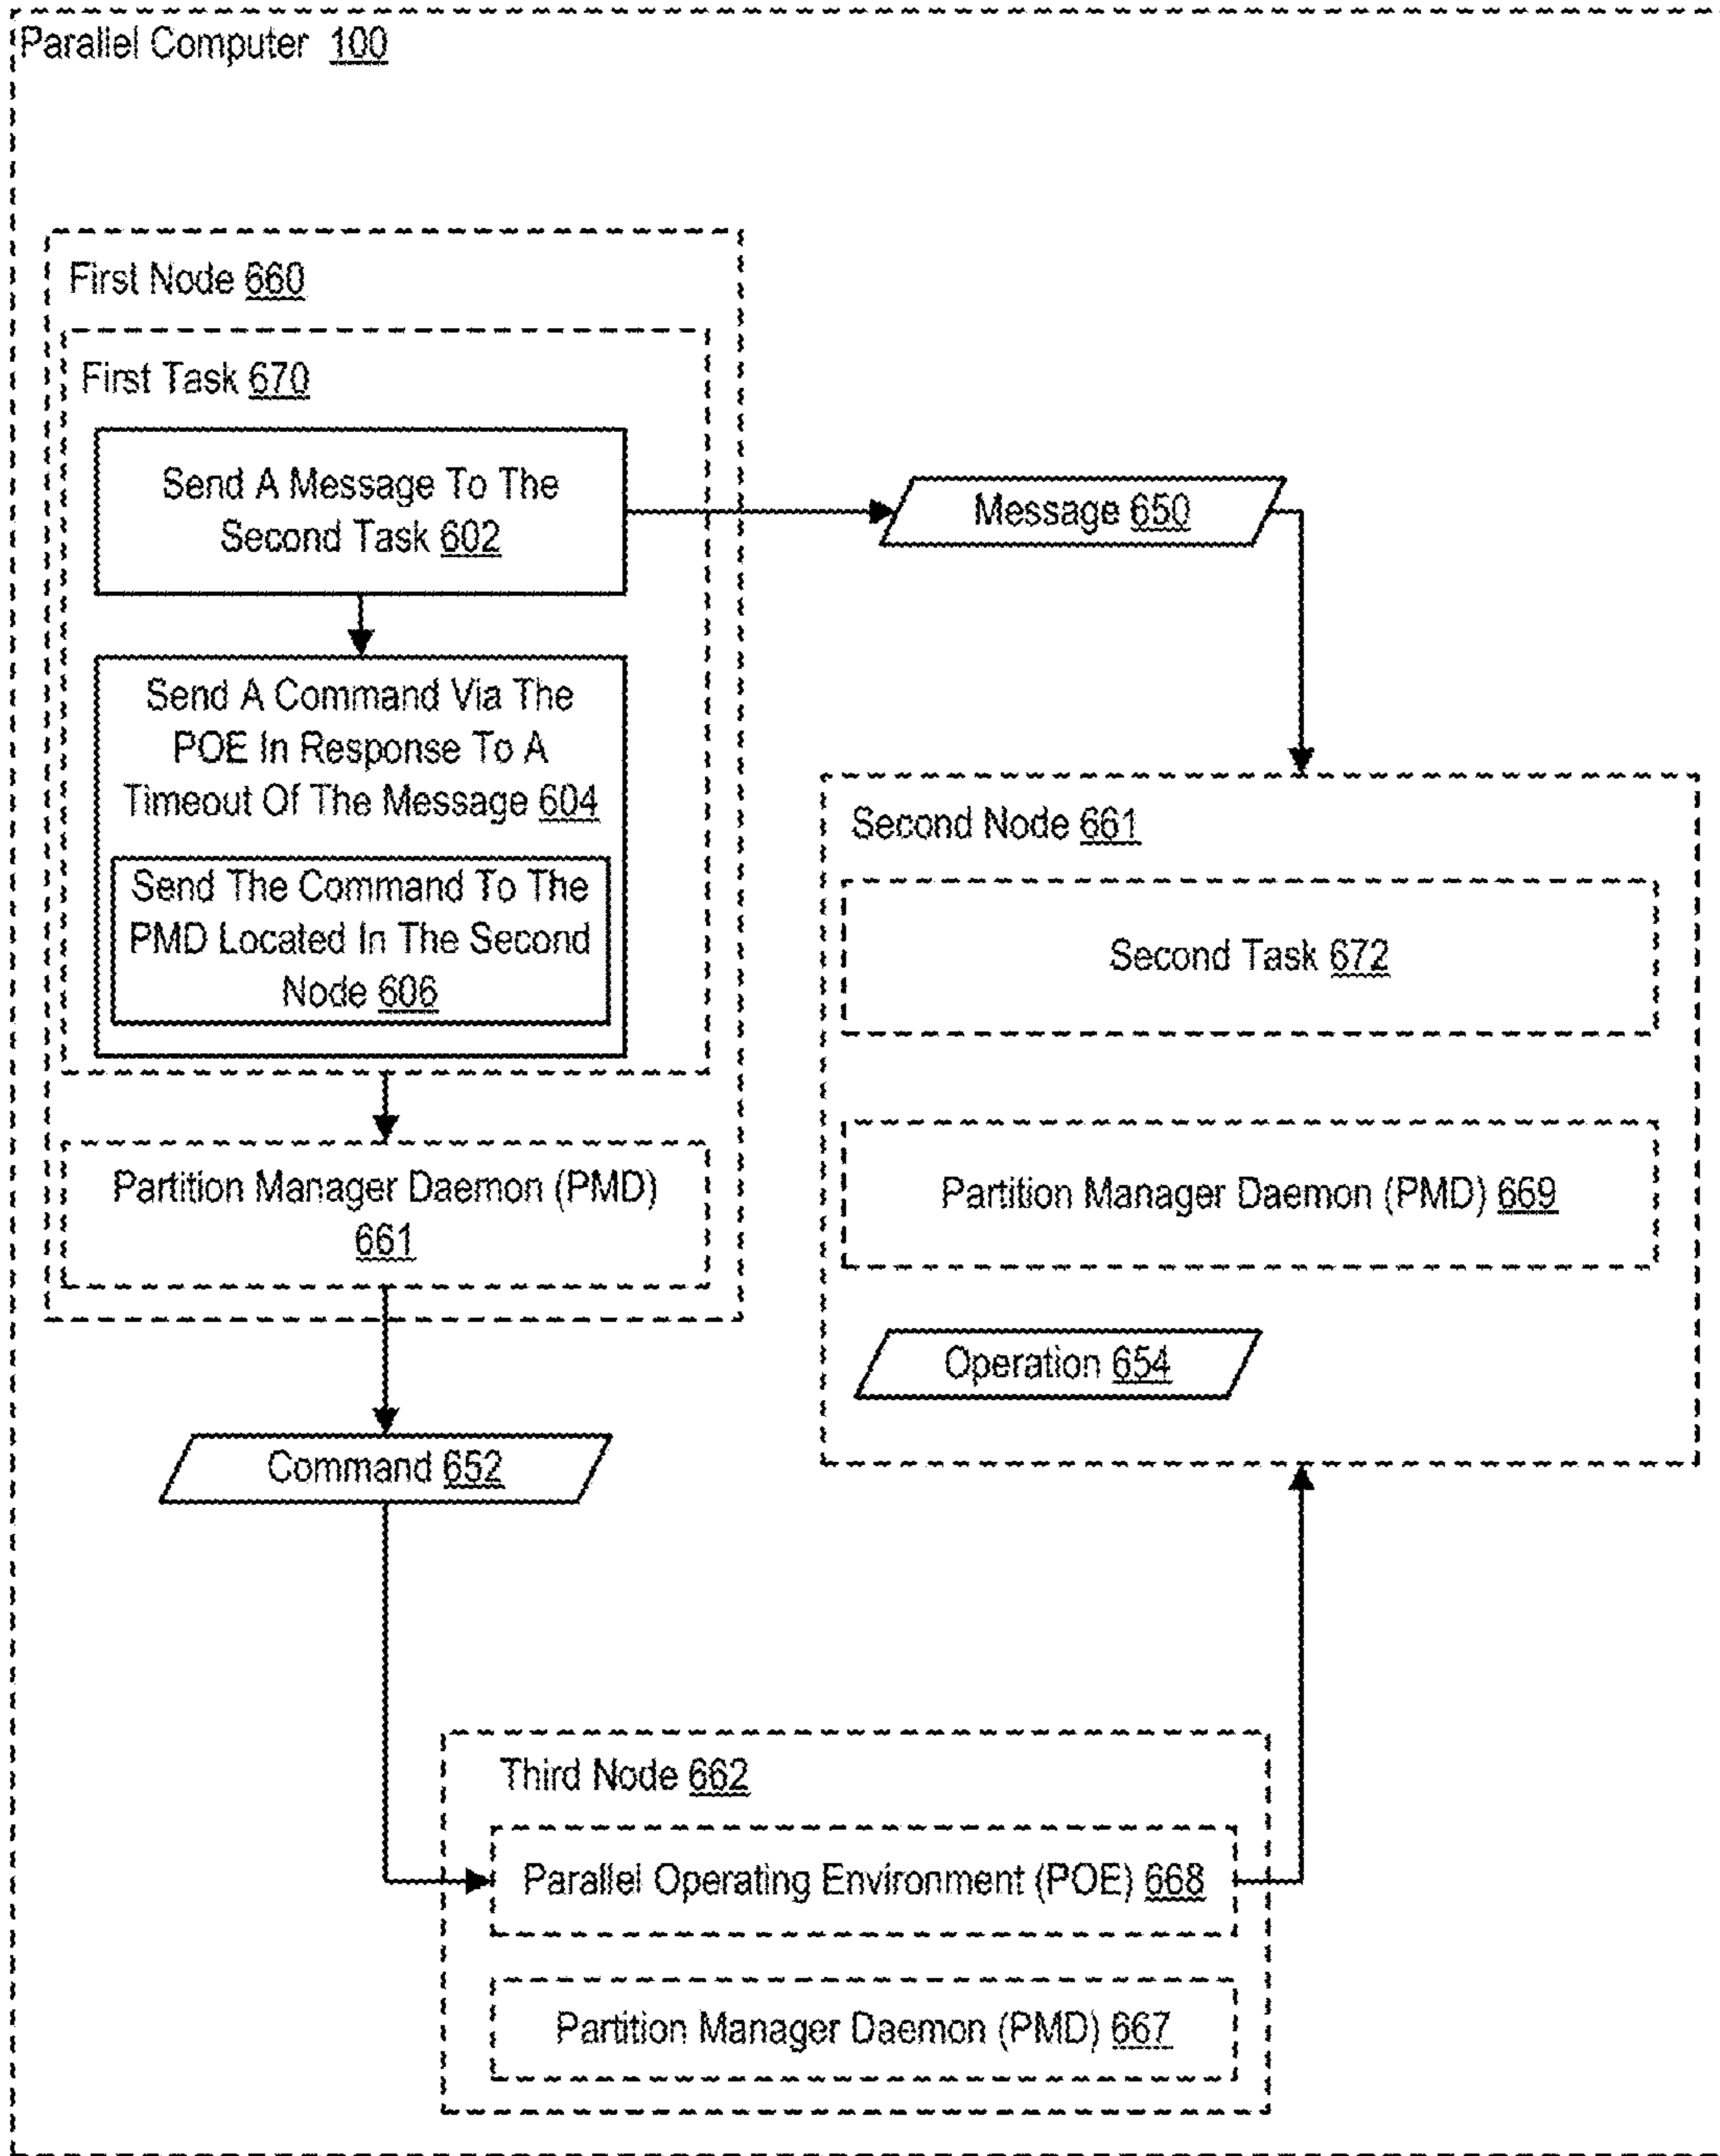 Parallel Computer 100
First Node 660
First Task 670
Send A Message To The
Second Task 602
Send A Command Via The
POE In Response To A
Timeout Of The Message 604
Send The Command To The
PMD Located In The Second
Node 606
Partition Manager Daemon (PMD)
661
Command 652
Message 650
Second Node 661
Second Task 672
Partition Manager Daemon (PMD) 669
Operation 654
Third Node 662
Parallel Operating Environment (POE) 668
Partition Manager Daemon (PMD) 667